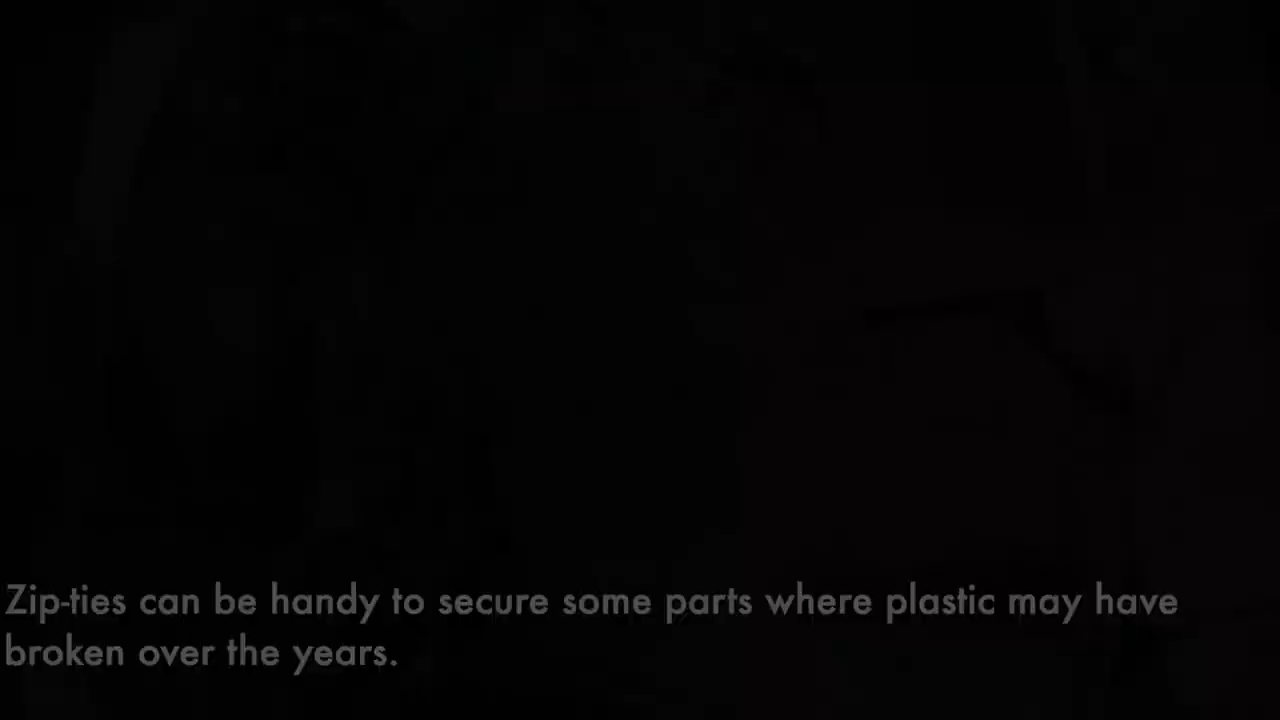 Zip-ties can be handy to secure some parts where plastic may have
broken over the years.